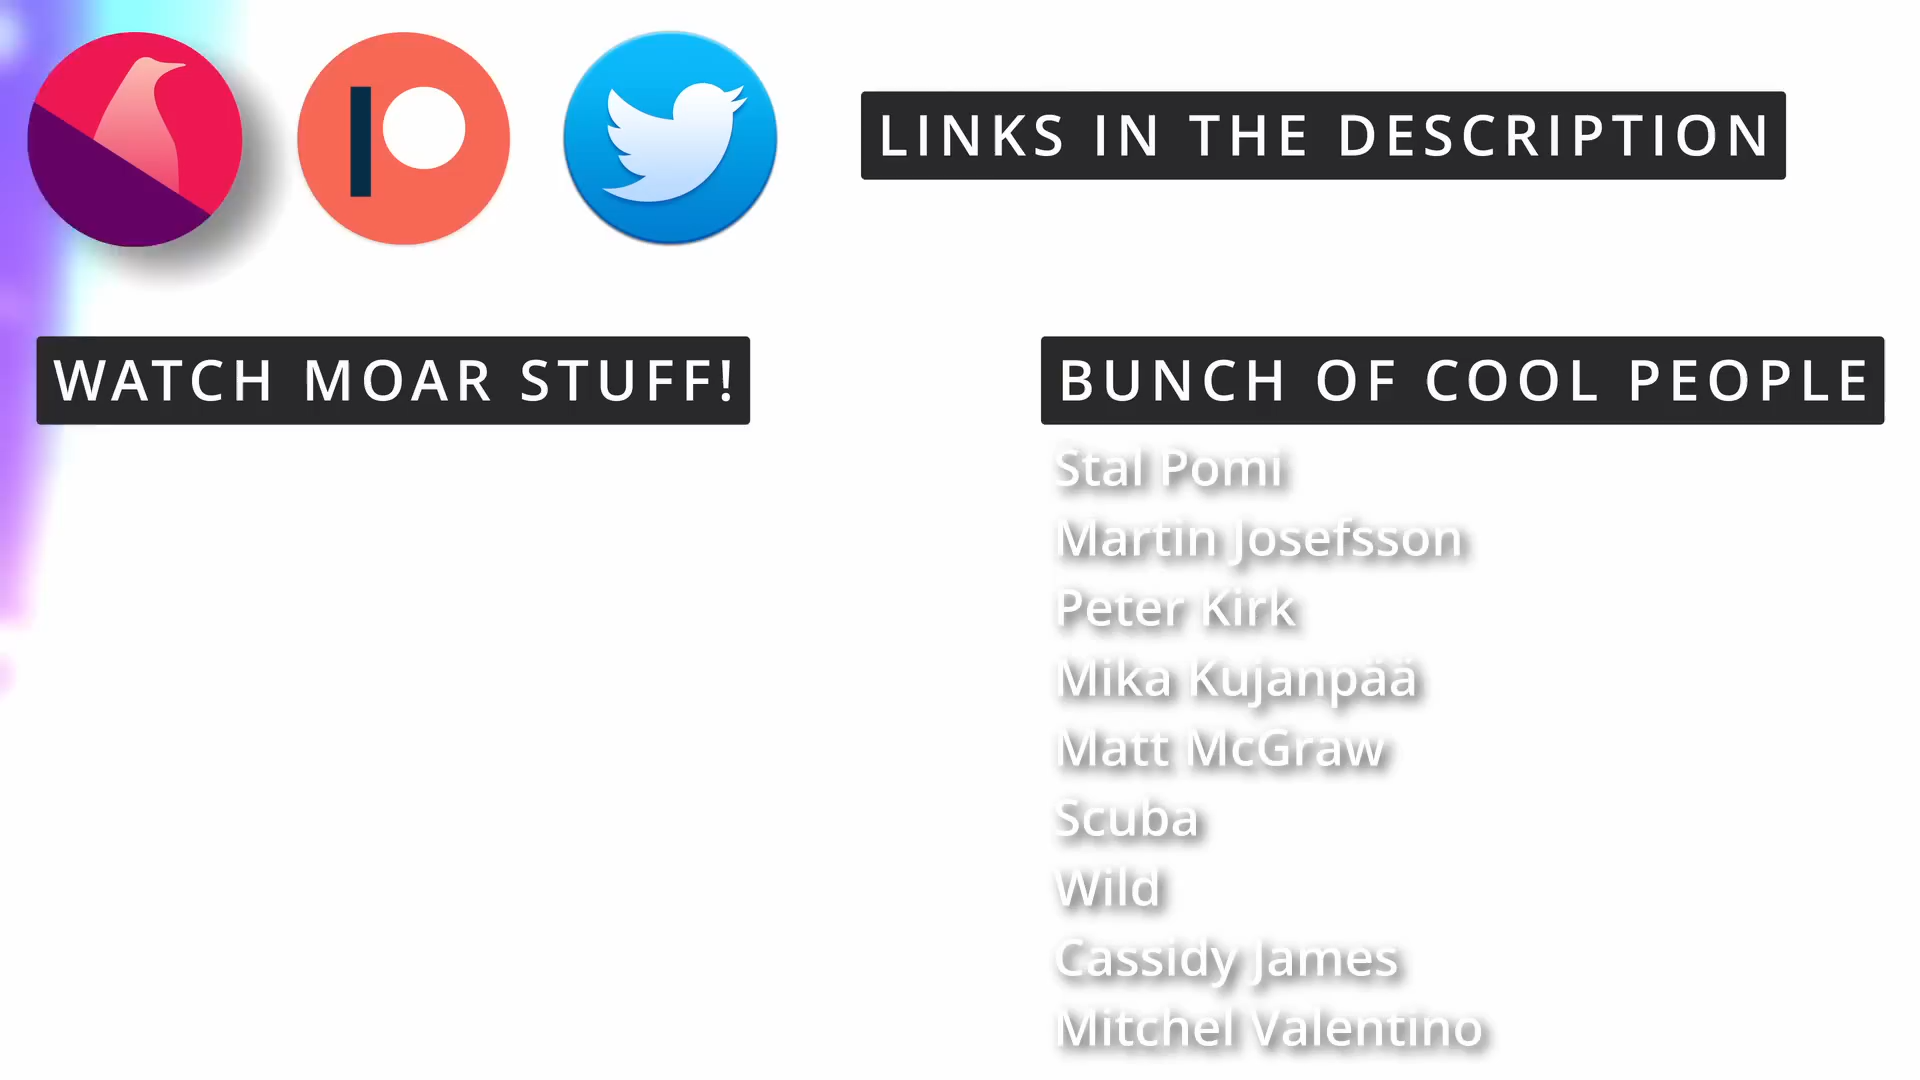 LINKS IN THE DESCRIPTION
WATCH MOAR STUFF!
BUNCH OF COOL PEOPLE
Stal Pomi
Martin Josefsson
Peter Kirk
Mika Kujanpää
Matt McGraw
Scuba
Wild
Cassidy James
Mitchel Valentino